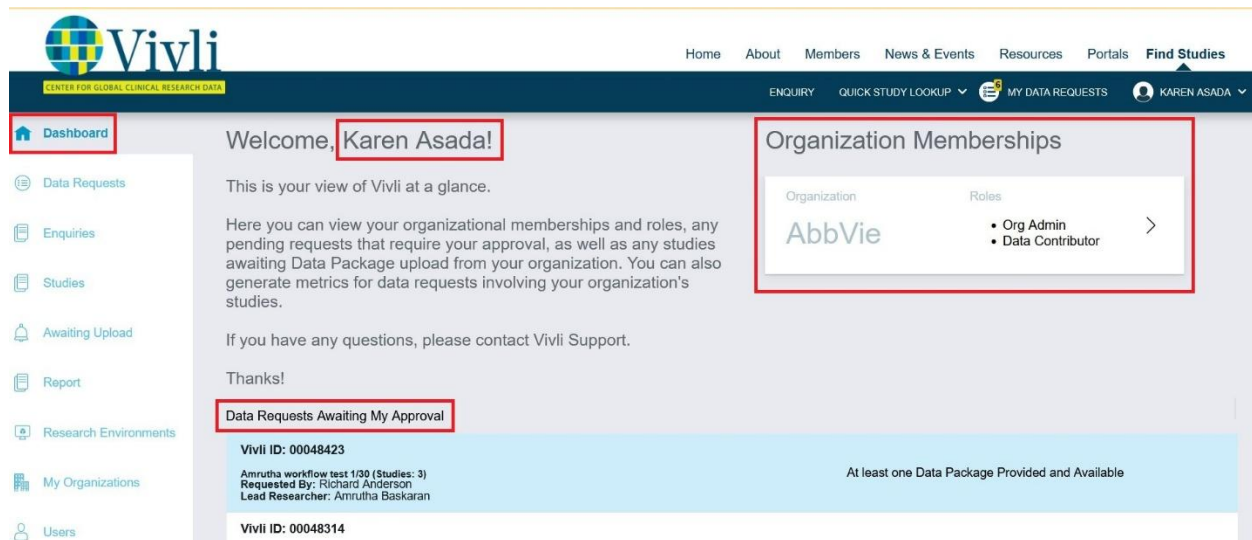 Vivli
CENTER FOR GLOBAL CLINICAL RESEARCH DATA
Home About Members News & Events Resources Portals Find Studies
ENQUIRY QUICK STUDY LOOKUP 6 MY DATA REQUESTS KAREN ASADA
Dashboard
Data Requests
Enquiries
Studies
Awaiting Upload
Report
Research Environments
My Organizations
Users
Welcome, Karen Asada!
This is your view of Vivli at a glance.
Here you can view your organizational memberships and roles, any
pending requests that require your approval, as well as any studies
awaiting Data Package upload from your organization. You can also
generate metrics for data requests involving your organization's
studies.
If you have any questions, please contact Vivli Support.
Thanks!
Organization Memberships
Organization Roles
AbbVie
• Org Admin
• Data Contributor
Data Requests Awaiting My Approval
Vivli ID: 00048423
Amrutha workflow test 1/30 (Studies: 3)
Requested By: Richard Anderson
Lead Researcher: Amrutha Baskaran
At least one Data Package Provided and Available
Vivli ID: 00048314